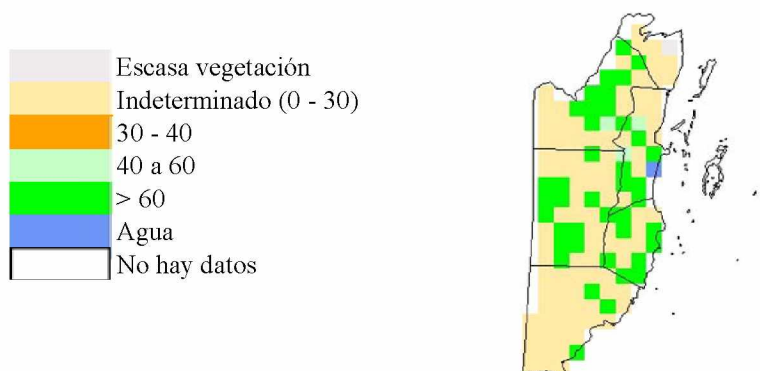 Escasa vegetación
Indeterminado (0 - 30)
30 - 40
40 a 60
> 60
Agua
No hay datos